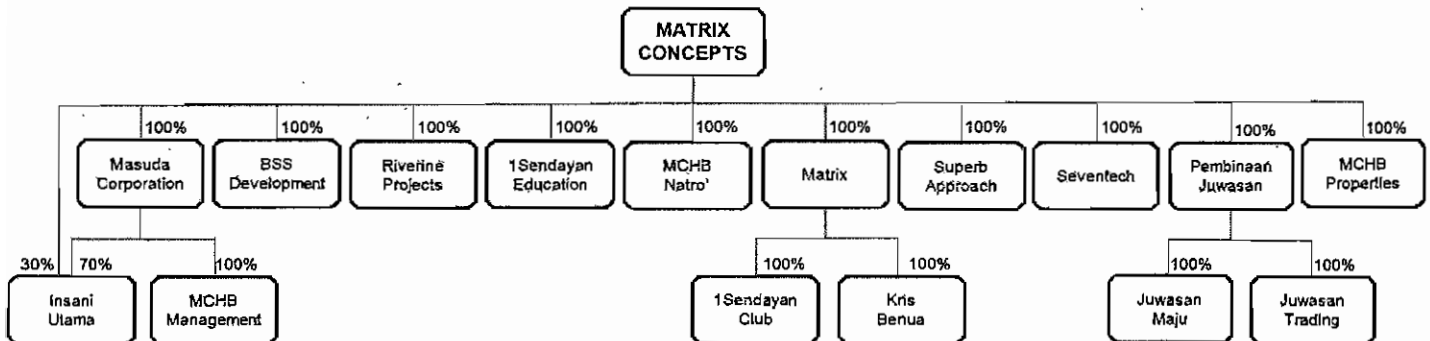 MATRIX
CONCEPTS
100%
100%
100%
100%
100%
100%
100%
100%
100%
100%
Masuda
Corporation
BSS
Development
Riverine
Projects
1Sendayan
Education
MCHB
Natro'
Matrix
Superb
Approach
Seventech
Pembinaan
Juwasan
MCHB
Properties
30%
70%
100%
100%
100%
100%
100%
Insani
Utama
MCHB
Management
1Sendayan
Club
Kris
Benua
Juwasan
Maju
Juwasan
Trading